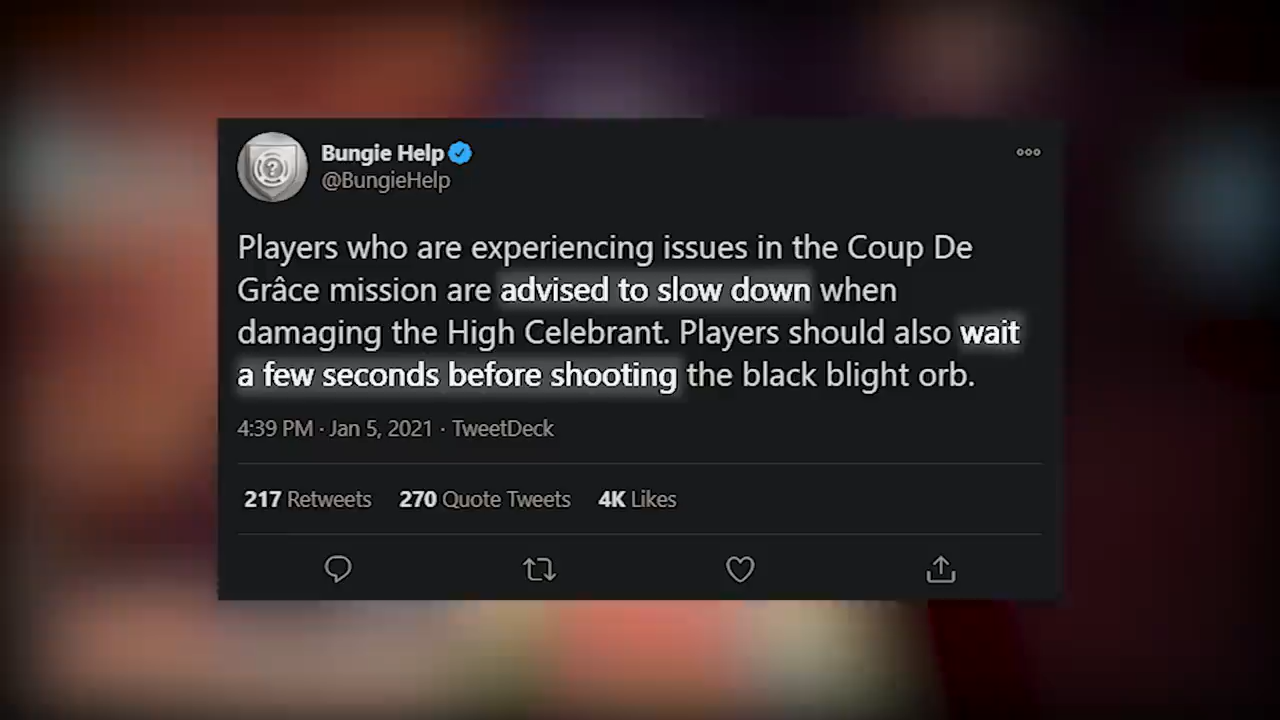 Bungie Help
@BungieHelp
Players who are experiencing issues in the Coup De
Grâce mission are advised to slow down when
damaging the High Celebrant. Players should also wait
a few seconds before shooting the black blight orb.
4:39 PM · Jan 5, 2021 · TweetDeck
217 Retweets 270 Quote Tweets 4K Likes